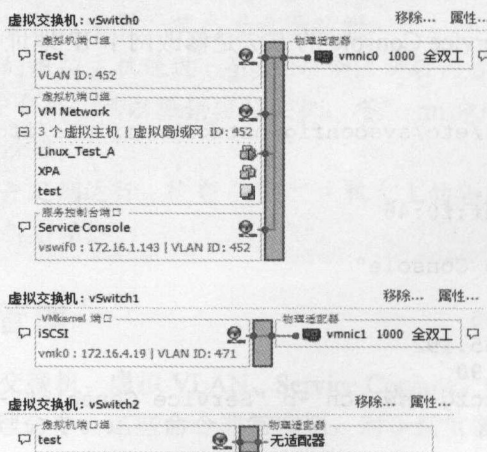 虚拟交换机: vSwitch0 移除... 属性...
虚拟机端口组 物理适配器
Test vmnic0 1000 全双工
VLAN ID: 452
虚拟机端口组
VM Network
3 个虚拟主机 | 虚拟局域网 ID:452
Linux_Test_A
XPA
test
服务控制台端口
Service Console
vswif0 : 172.16.1.143 | VLAN ID: 452
虚拟交换机: vSwitch1 移除... 属性...
VMkernel 端口 物理适配器
iSCSI vmnic1 1000 全双工
vmk0 : 172.16.4.19 | VLAN ID: 471
虚拟交换机: vSwitch2 移除... 属性...
虚拟机端口组 物理适配器
test 无适配器